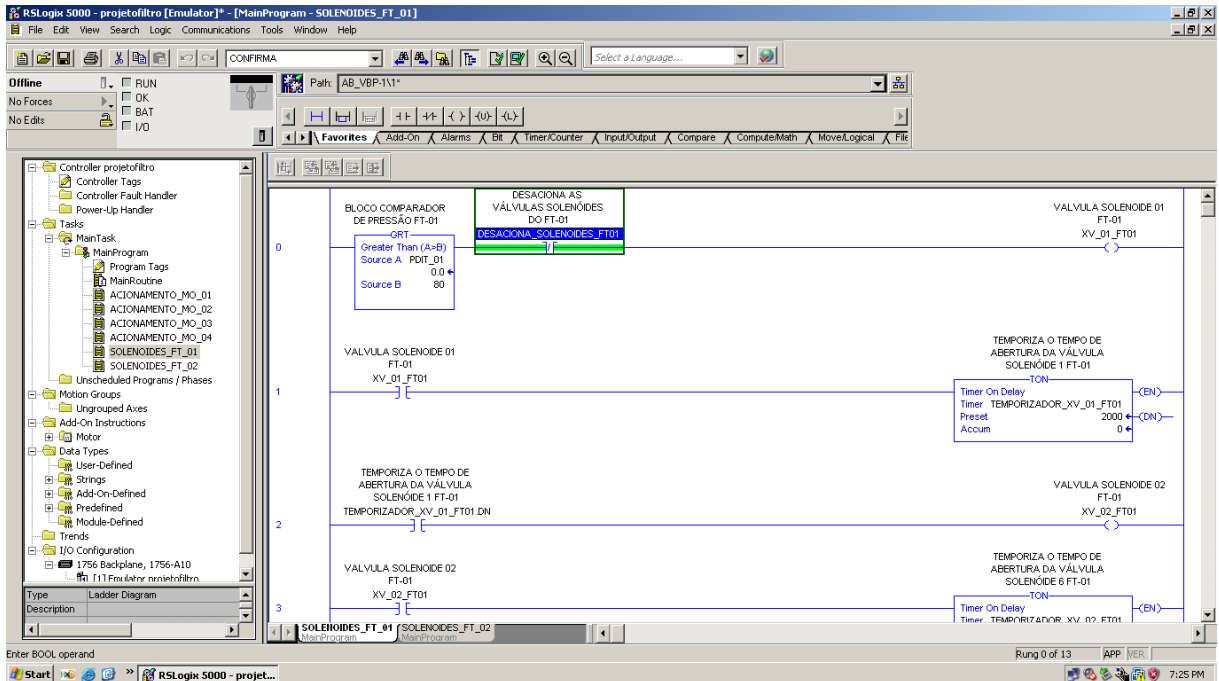 RSLogix 5000 - projetofiltro [Emulator]* - [MainProgram - SOLENOIDES_FT_01]
File Edit View Search Logic Communications Tools Window Help
CONFIRMA
Select a Language...
Offline
RUN
No Forces
OK
No Edits
BAT
I/O
Path: AB_VBP-1\1*
Favorites Add-On Alarms Bit Timer/Counter Input/Output Compare Compute/Math Move/Logical File
Controller projetofiltro
Controller Tags
Controller Fault Handler
Power-Up Handler
Tasks
MainTask
MainProgram
Program Tags
MainRoutine
ACIONAMENTO_MO_01
ACIONAMENTO_MO_02
ACIONAMENTO_MO_03
ACIONAMENTO_MO_04
SOLENOIDES_FT_01
SOLENOIDES_FT_02
Unscheduled Programs / Phases
Motion Groups
Ungrouped Axes
Add-On Instructions
Motor
Data Types
User-Defined
Strings
Add-On-Defined
Predefined
Module-Defined
Trends
I/O Configuration
1756 Backplane, 1756-A10
[1] Emulator projetofiltro
Type Ladder Diagram
Description
0
BLOCO COMPARADOR
DE PRESSÃO FT-01
GRT
Greater Than (A>B)
Source A PDIT_01
0.0
Source B 80
DESACIONA AS
VÁLVULAS SOLENÓIDES
DO FT-01
DESACIONA_SOLENOIDES_FT01
VALVULA SOLENOIDE 01
FT-01
XV_01_FT01
1
VALVULA SOLENOIDE 01
FT-01
XV_01_FT01
TEMPORIZA O TEMPO DE
ABERTURA DA VÁLVULA
SOLENÓIDE 1 FT-01
TON
Timer On Delay
Timer TEMPORIZADOR_XV_01_FT01
Preset 2000
Accum 0
(EN)
(DN)
2
TEMPORIZA O TEMPO DE
ABERTURA DA VÁLVULA
SOLENÓIDE 1 FT-01
TEMPORIZADOR_XV_01_FT01.DN
VALVULA SOLENOIDE 02
FT-01
XV_02_FT01
3
VALVULA SOLENOIDE 02
FT-01
XV_02_FT01
TEMPORIZA O TEMPO DE
ABERTURA DA VÁLVULA
SOLENÓIDE 6 FT-01
TON
Timer On Delay
(EN)
Timer TEMPORIZADOR_XV_02_FT01
SOLENOIDES_FT_01 SOLENOIDES_FT_02
MainProgram MainProgram
Enter BOOL operand
Rung 0 of 13 APP VER
Start RSLogix 5000 - projet... 7:25 PM